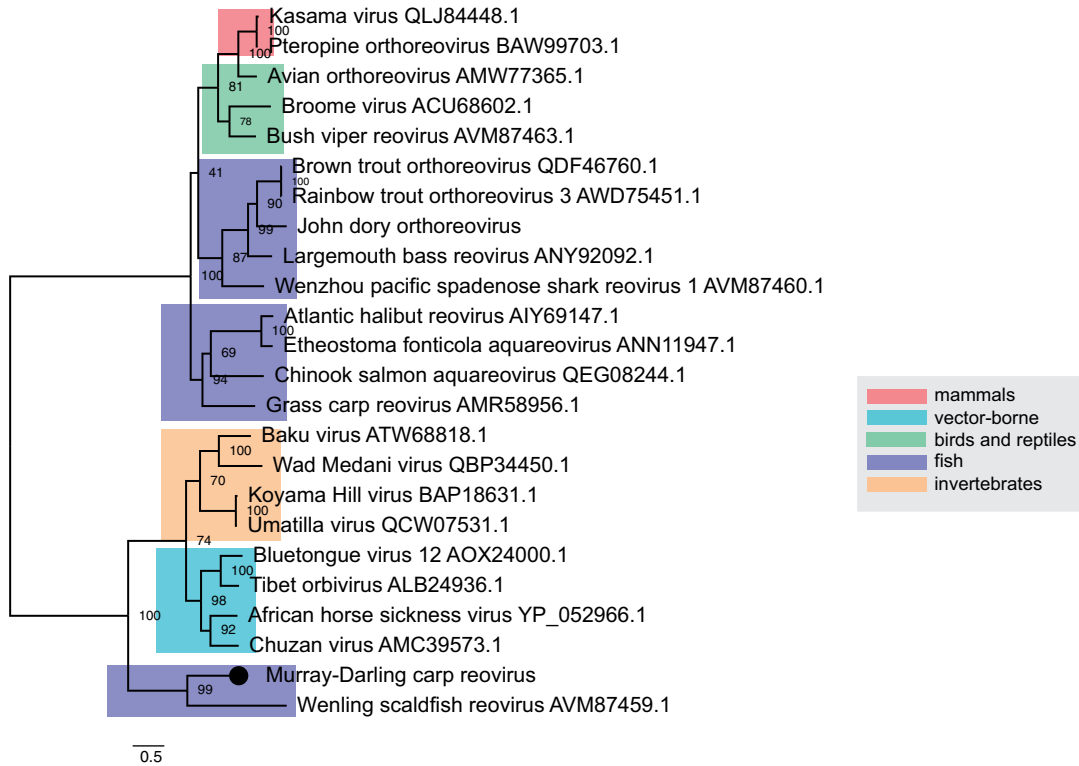 Kasama virus QLJ84448.1
100
Pteropine orthoreovirus BAW99703.1
100
Avian orthoreovirus AMW77365.1
81
Broome virus ACU68602.1
78
Bush viper reovirus AVM87463.1
41
Brown trout orthoreovirus QDF46760.1
100
Rainbow trout orthoreovirus 3 AWD75451.1
90
John dory orthoreovirus
99
Largemouth bass reovirus ANY92092.1
87
100
Wenzhou pacific spadenose shark reovirus 1 AVM87460.1
Atlantic halibut reovirus AIY69147.1
100
Etheostoma fonticola aquareovirus ANN11947.1
69
Chinook salmon aquareovirus QEG08244.1
94
Grass carp reovirus AMR58956.1
Baku virus ATW68818.1
100
Wad Medani virus QBP34450.1
70
Koyama Hill virus BAP18631.1
100
Umatilla virus QCW07531.1
74
Bluetongue virus 12 AOX24000.1
100
Tibet orbivirus ALB24936.1
98
African horse sickness virus YP_052966.1
100
92
Chuzan virus AMC39573.1
Murray-Darling carp reovirus
99
Wenling scaldfish reovirus AVM87459.1
0.5
mammals
vector-borne
birds and reptiles
fish
invertebrates